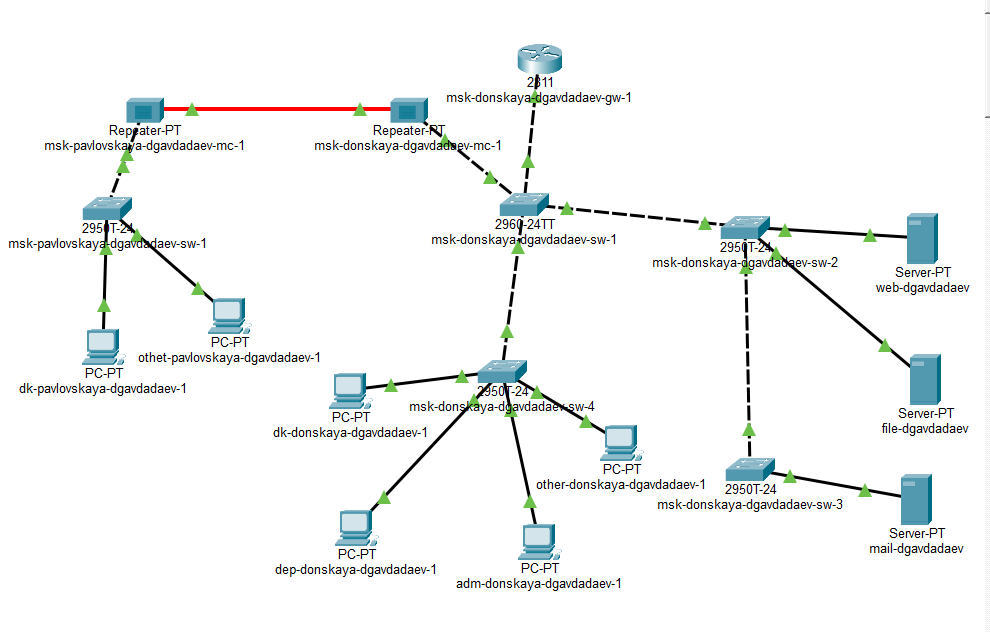 2811
msk-donskaya-dgavdadaev-gw-1
Repeater-PT
msk-pavlovskaya-dgavdadaev-mc-1
Repeater-PT
msk-donskaya-dgavdadaev-mc-1
2950T-24
msk-pavlovskaya-dgavdadaev-sw-1
2960-24TT
msk-donskaya-dgavdadaev-sw-1
2950T-24
msk-donskaya-dgavdadaev-sw-2
Server-PT
web-dgavdadaev
PC-PT
othet-pavlovskaya-dgavdadaev-1
PC-PT
dk-pavlovskaya-dgavdadaev-1
2950T-24
msk-donskaya-dgavdadaev-sw-4
PC-PT
dk-donskaya-dgavdadaev-1
Server-PT
file-dgavdadaev
PC-PT
other-donskaya-dgavdadaev-1
2950T-24
msk-donskaya-dgavdadaev-sw-3
Server-PT
mail-dgavdadaev
PC-PT
dep-donskaya-dgavdadaev-1
PC-PT
adm-donskaya-dgavdadaev-1